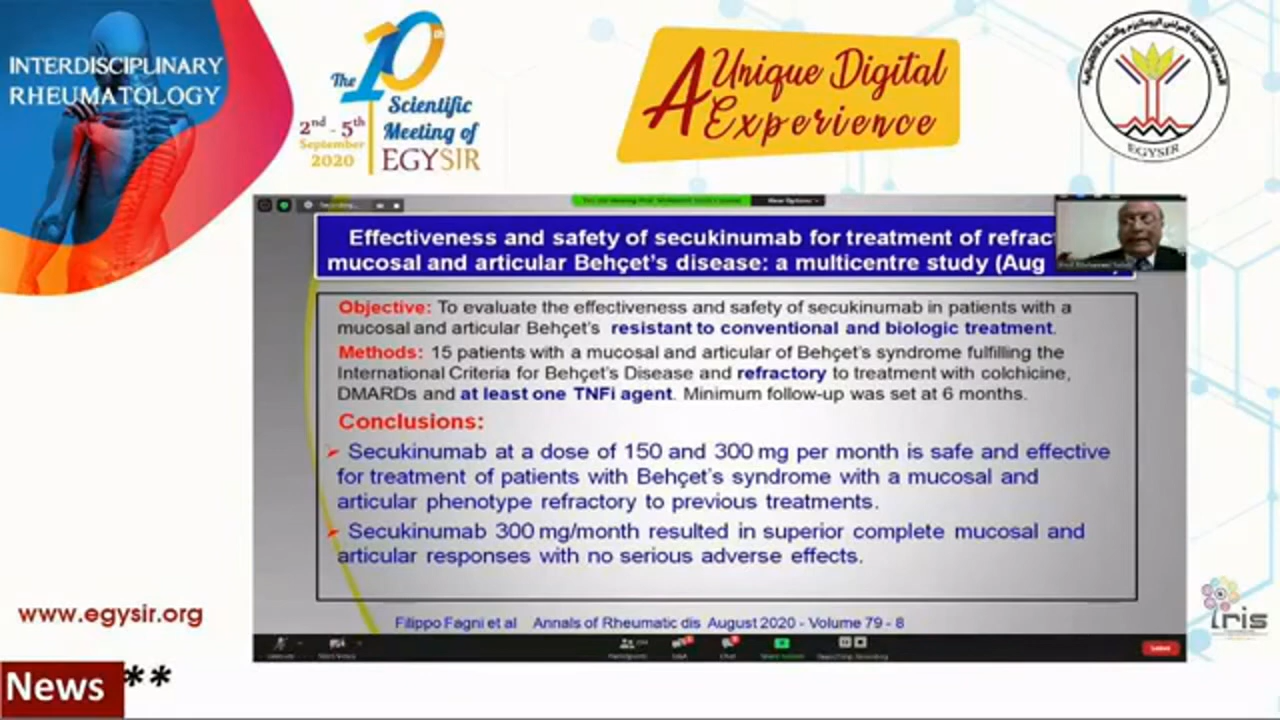 INTERDISCIPLINARY
RHEUMATOLOGY
The 10th
Scientific
Meeting of
EGYSIR
2nd - 5th
September
2020
A Unique Digital
Experience
EGYSIR
View Options
Effectiveness and safety of secukinumab for treatment of refrac
mucosal and articular Behçet's disease: a multicentre study (Aug
Objective: To evaluate the effectiveness and safety of secukinumab in patients with a
mucosal and articular Behçet's resistant to conventional and biologic treatment.
Methods: 15 patients with a mucosal and articular of Behçet's syndrome fulfilling the
International Criteria for Behçet's Disease and refractory to treatment with colchicine,
DMARDs and at least one TNFi agent. Minimum follow-up was set at 6 months.
Conclusions:
➢ Secukinumab at a dose of 150 and 300 mg per month is safe and effective
for treatment of patients with Behçet's syndrome with a mucosal and
articular phenotype refractory to previous treatments.
➢ Secukinumab 300 mg/month resulted in superior complete mucosal and
articular responses with no serious adverse effects.
Filippo Fagni et al Annals of Rheumatic dis August 2020 - Volume 79 - 8
Participants
Q&A
Chat
www.egysir.org
iris
News
**